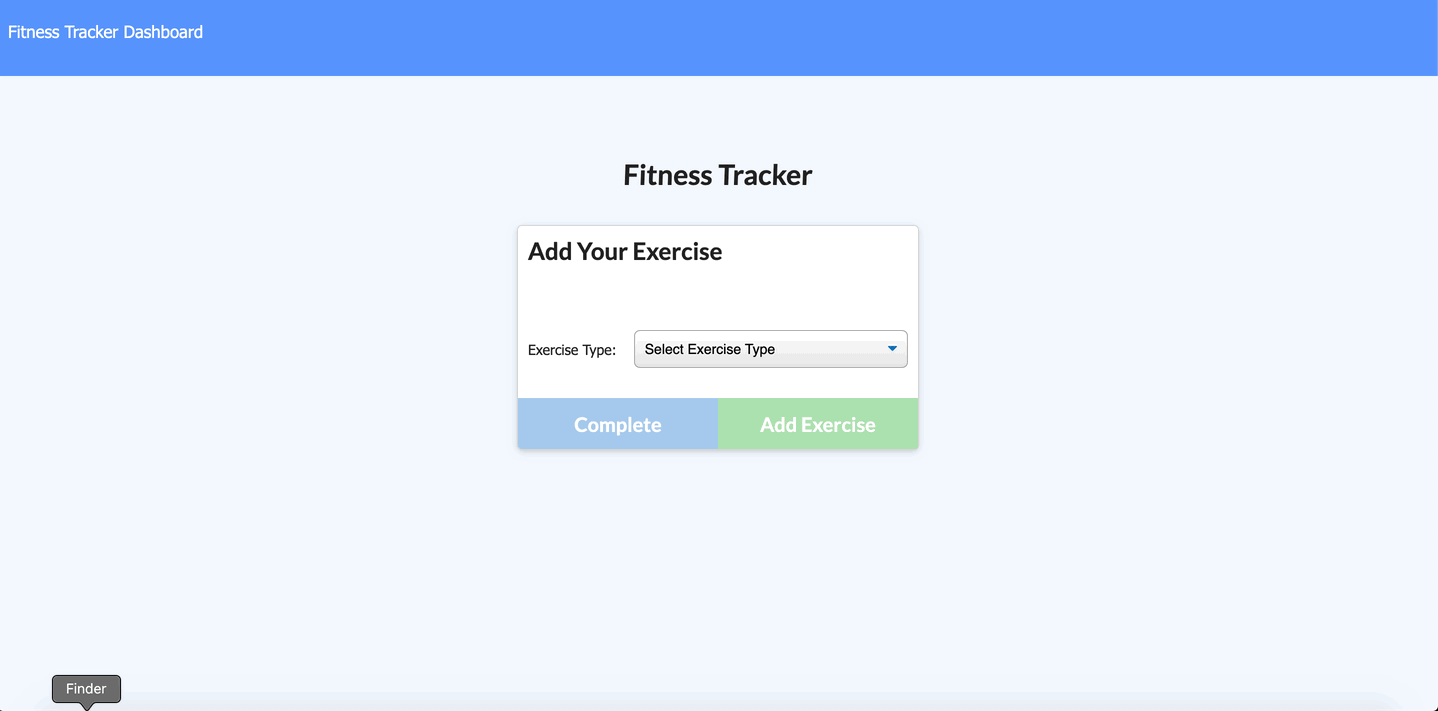 Fitness Tracker Dashboard
Fitness Tracker
Add Your Exercise
Exercise Type: Select Exercise Type
Complete Add Exercise
Finder